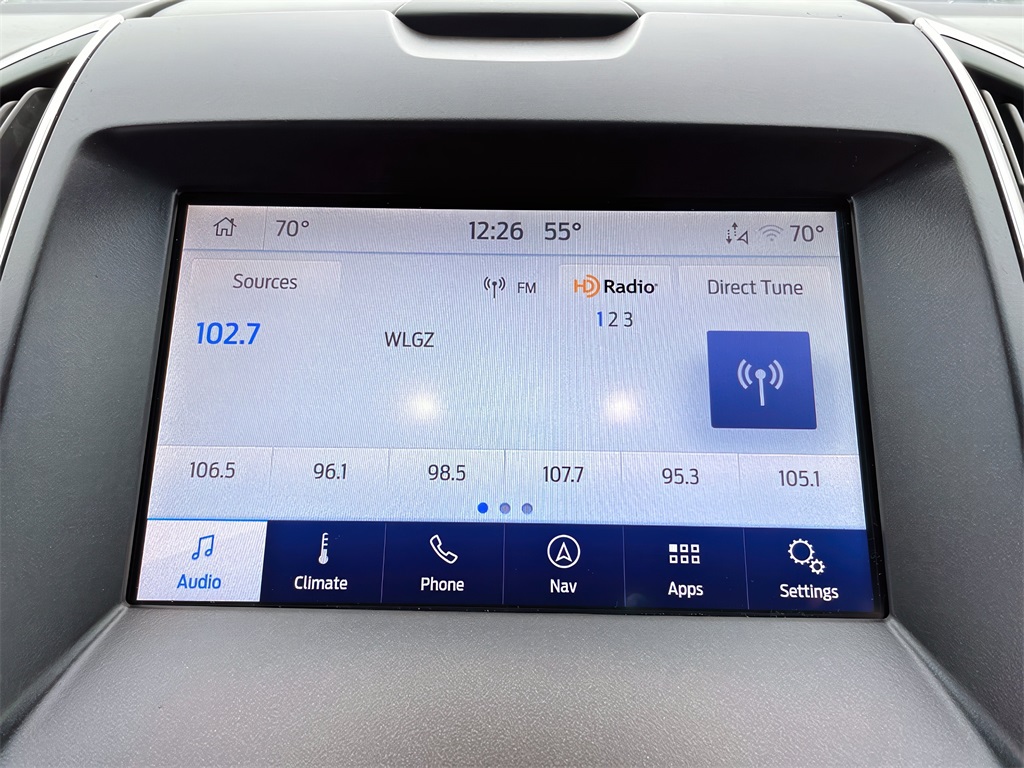 70° 12:26 55° 70°
Sources FM HD Radio Direct Tune
1 2 3
102.7 WLGZ
106.5 96.1 98.5 107.7 95.3 105.1
Audio Climate Phone Nav Apps Settings